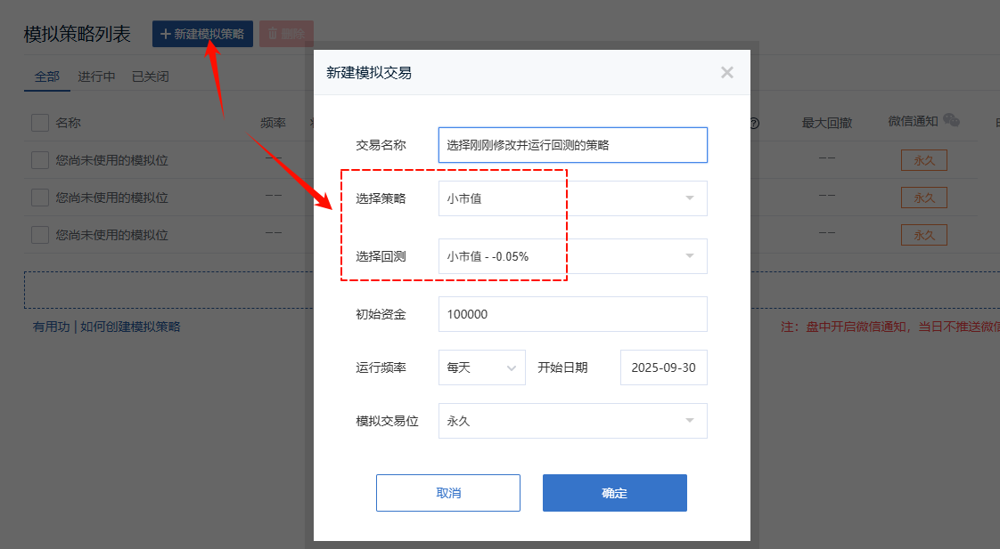 模拟策略列表
新建模拟策略
删除
全部
进行中
已关闭
新建模拟交易
名称
频率
最大回撤
微信通知
您尚未使用的模拟位
--
--
永久
您尚未使用的模拟位
--
--
永久
您尚未使用的模拟位
--
--
永久
有用功 | 如何创建模拟策略
注：盘中开启微信通知，当日不推送微信
交易名称
选择刚刚修改并运行回测的策略
选择策略
小市值
选择回测
小市值 - -0.05%
初始资金
100000
运行频率
每天
开始日期
2025-09-30
模拟交易位
永久
取消
确定